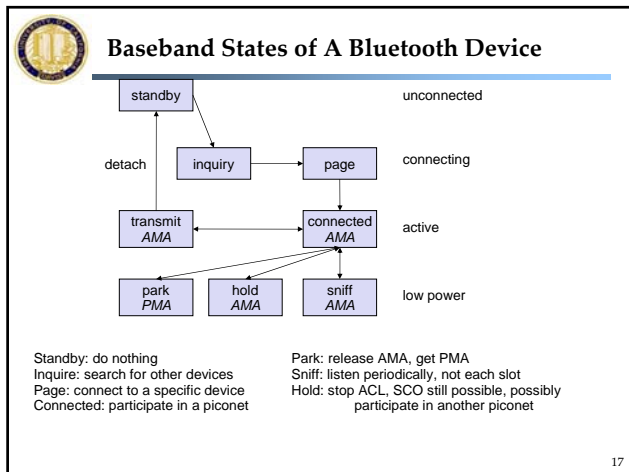 Baseband States of A Bluetooth Device
standby
unconnected
detach
inquiry
page
connecting
transmit
AMA
connected
AMA
active
park
PMA
hold
AMA
sniff
AMA
low power
Standby: do nothing
Inquire: search for other devices
Page: connect to a specific device
Connected: participate in a piconet
Park: release AMA, get PMA
Sniff: listen periodically, not each slot
Hold: stop ACL, SCO still possible, possibly
participate in another piconet
17